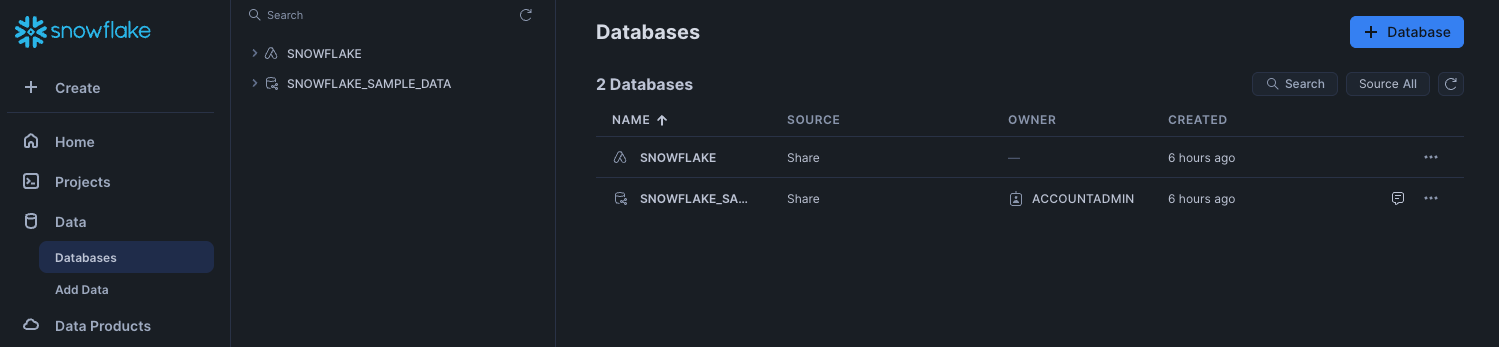 snowflake
Create
Home
Projects
Data
Databases
Add Data
Data Products
Search
SNOWFLAKE
SNOWFLAKE_SAMPLE_DATA
Databases
+ Database
2 Databases
Search
Source All
NAME ↑ SOURCE OWNER CREATED
SNOWFLAKE Share — 6 hours ago ...
SNOWFLAKE_SA... Share ACCOUNTADMIN 6 hours ago ...